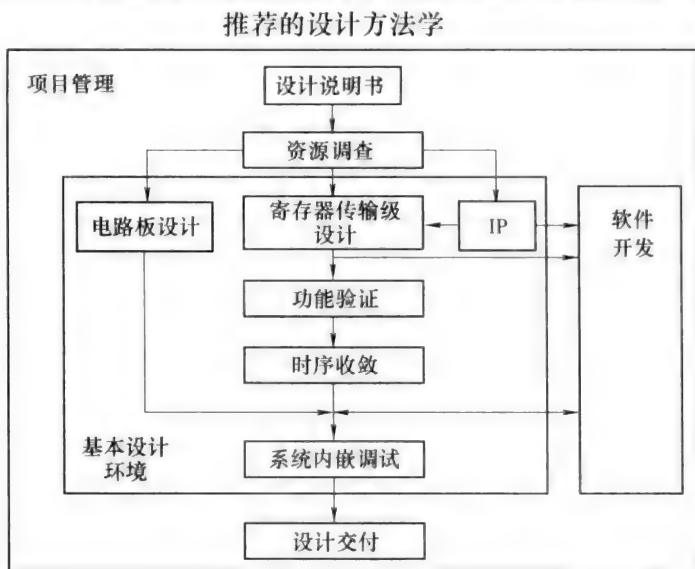 推荐的设计方法学
项目管理
设计说明书
资源调查
电路板设计
寄存器传输级
设计
IP
软件
开发
功能验证
时序收敛
基本设计
环境
系统内嵌调试
设计交付